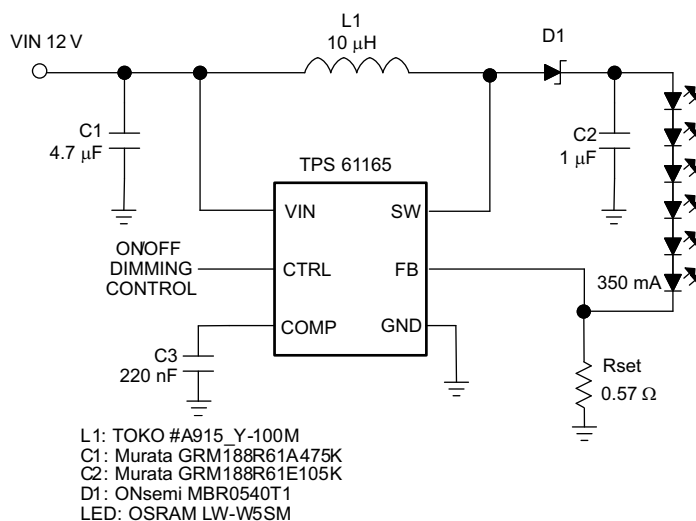 L1
10 μH
D1
VIN 12 V
C1
4.7 μF
C2
1 μF
TPS 61165
VIN
SW
ON/OFF
DIMMING
CONTROL
CTRL
FB
350 mA
COMP
GND
C3
220 nF
Rset
0.57 Ω
L1: TOKO #A915_Y-100M
C1: Murata GRM188R61A475K
C2: Murata GRM188R61E105K
D1: ONsemi MBR0540T1
LED: OSRAM LW-W5SM